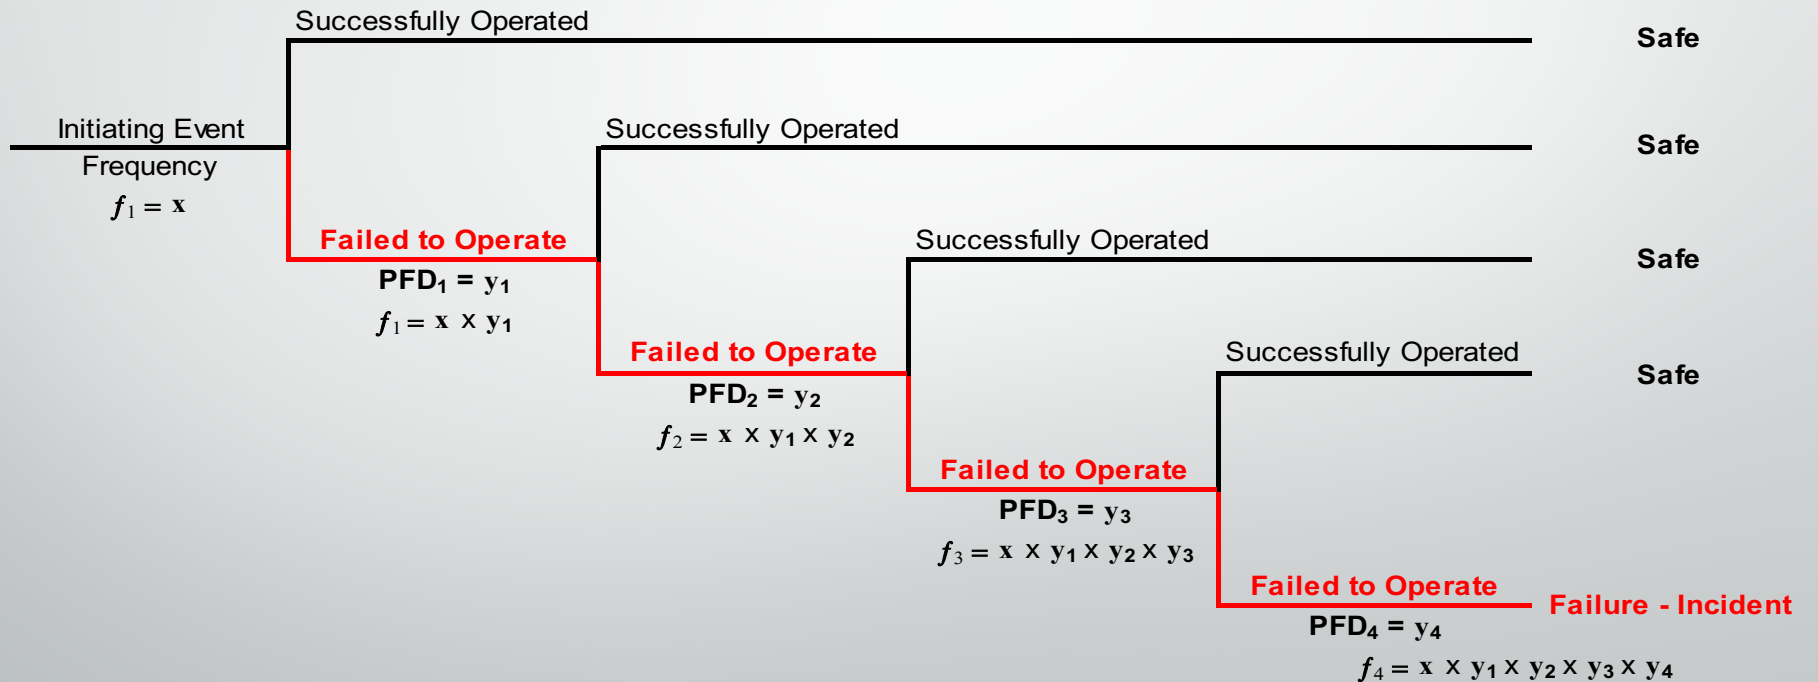 Successfully Operated
Safe
Initiating Event
Frequency
f₁ = x
Successfully Operated
Safe
Failed to Operate
PFD₁ = y₁
f₁ = x x y₁
Successfully Operated
Safe
Failed to Operate
PFD₂ = y₂
f₂ = x x y₁ x y₂
Successfully Operated
Safe
Failed to Operate
PFD₃ = y₃
f₃ = x x y₁ x y₂ x y₃
Failed to Operate
Failure - Incident
PFD₄ = y₄
f₄ = x x y₁ x y₂ x y₃ x y₄